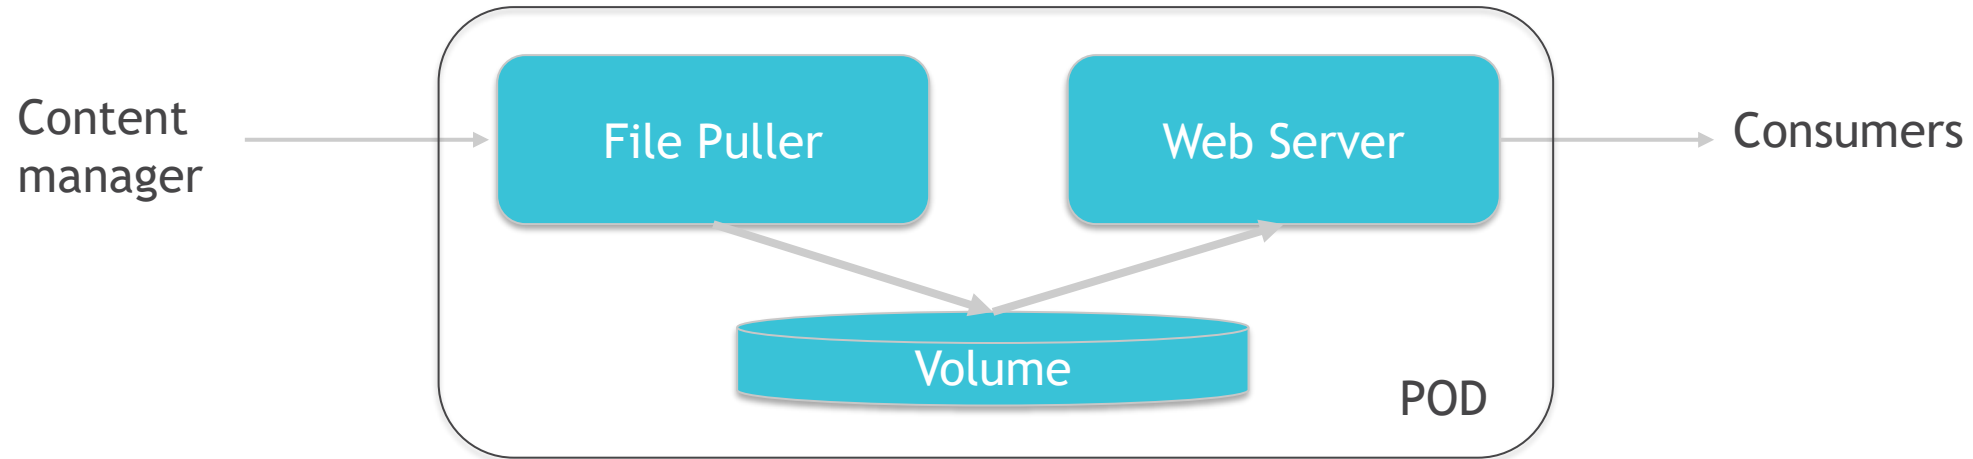 Content
manager
File Puller
Web Server
Consumers
Volume
POD